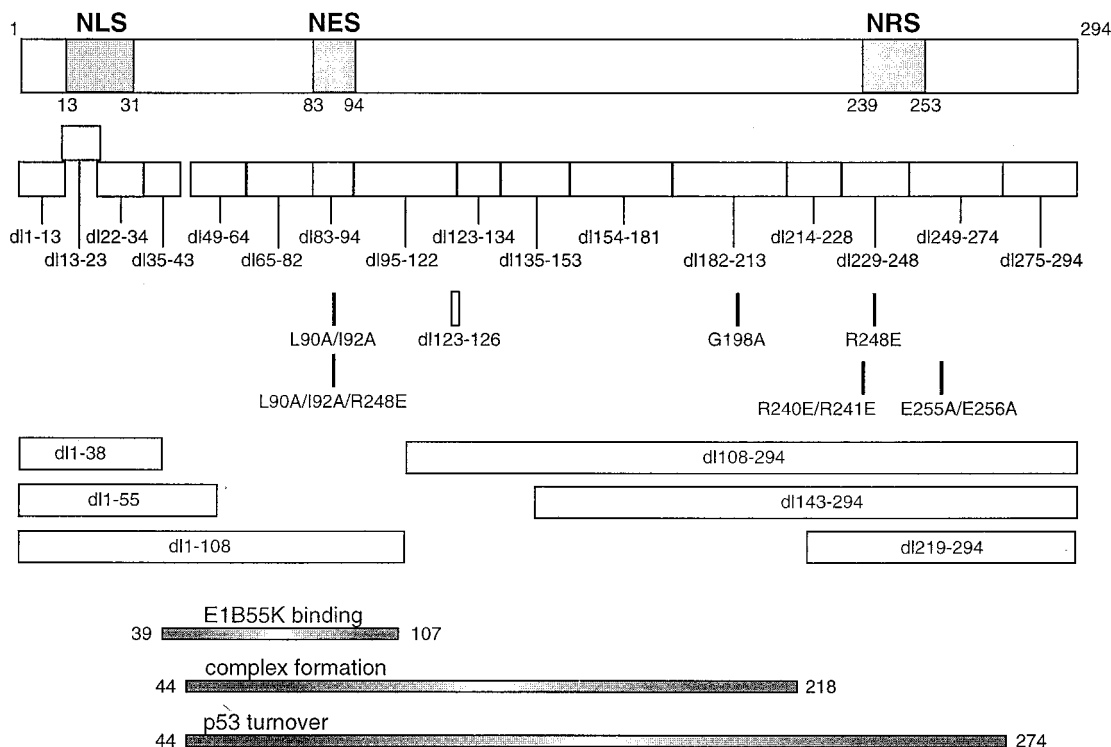 NLS NES NRS
1 294
13 31 83 94 239 253
dl1-13 dl22-34 dl49-64 dl83-94 dl123-134 dl154-181 dl214-228 dl249-274
dl13-23 dl35-43 dl65-82 dl95-122 dl135-153 dl182-213 dl229-248 dl275-294
L90A/I92A dl123-126 G198A R248E
L90A/I92A/R248E R240E/R241E E255A/E256A
dl1-38 dl108-294
dl1-55 dl143-294
dl1-108 dl219-294
E1B55K binding
39 107
complex formation
44 218
p53 turnover
44 274